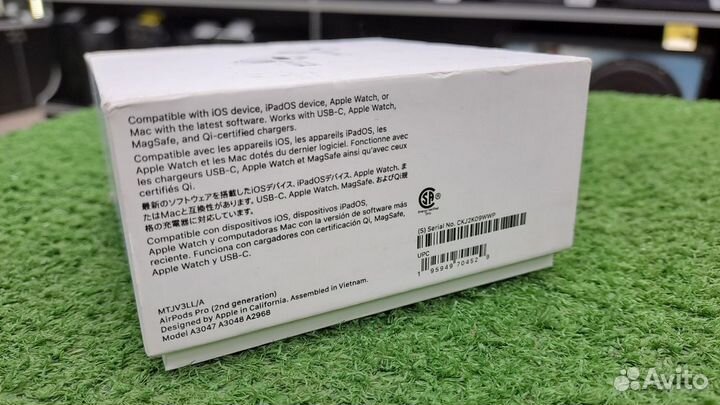 Compatible with iOS device, iPadOS device, Apple Watch, or
Mac with the latest software. Works with USB-C, Apple Watch,
MagSafe, and Qi-certified chargers.
Compatible avec les appareils iOS, les appareils iPadOS, les
Apple Watch et les Mac dotés du dernier logiciel. Fonctionne avec
les chargeurs USB-C, Apple Watch et MagSafe ainsi qu'avec ceux
certifiés Qi.
最新のソフトウェアを搭載したiOSデバイス、iPadOSデバイス、Apple Watch、ま
たはMacと互換性があります。USB-C、Apple Watch、MagSafe、およびQi規
格の充電器に対応しています。
Compatible con dispositivos iOS, dispositivos iPadOS,
Apple Watch y computadoras Mac con la versión de software más
reciente. Funciona con cargadores con certificación Qi, MagSafe,
Apple Watch y USB-C.
MTJV3LL/A
AirPods Pro (2nd generation)
Designed by Apple in California. Assembled in Vietnam.
Model A3047 A3048 A2968
(S) Serial No. CKJ2K09WWP
UPC
1 95949 70452 9
Avito